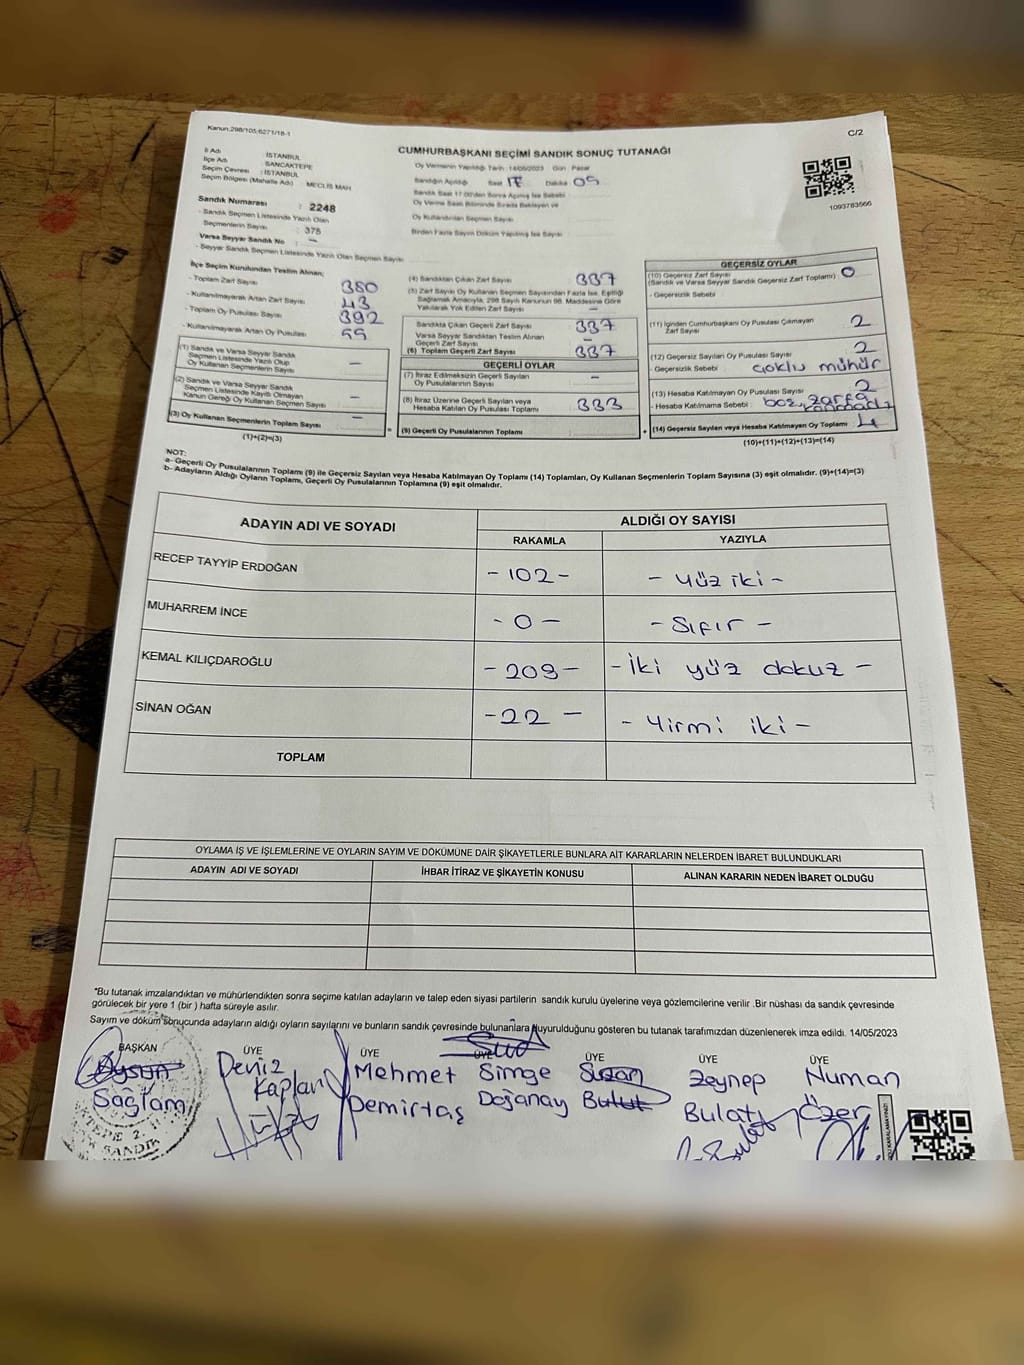 Kanun:298/105,6271/18-1
C/2
CUMHURBAŞKANI SEÇİMİ SANDIK SONUÇ TUTANAĞI
İl Adı : İSTANBUL
İlçe Adı : SANCAKTEPE
Seçim Çevresi : İSTANBUL
Seçim Bölgesi (Mahalle Adı) : MECLİS MAH
Oy Vermenin Yapıldığı Tarih :14/05/2023 Gün : Pazar
Sandığın Açıldığı Saat 17 Dakika 05
Oy Kullandırılan Seçmen Sayısı
Birden Fazla Sayım Döküm Yapılmış İse Sayısı
1093783566
Sandık Numarası : 2248
- Sandık Seçmen Listesinde Yazılı Olan
Seçmenlerin Sayısı : 375
Varsa Seyyar Sandık No : -
- Seyyar Sandık Seçmen Listesinde Yazılı Olan Seçmen Sayısı
İlçe Seçim Kurulundan Teslim Alınan;
- Toplam Zarf Sayısı 380
- Kullanılmayarak Artan Zarf Sayısı 43
- Toplam Oy Pusulası Sayısı 392
- Kullanılmayarak Artan Oy Pusulası 55
(1) Sandık ve Varsa Seyyar Sandık
Seçmen Listesinde Yazılı Olup
Oy Kullanan Seçmenlerin Sayısı -
(2) Sandık ve Varsa Seyyar Sandık
Seçmen Listesinde Kayıtlı Olmayan
Kanun Gereği Oy Kullanan Seçmen Sayısı -
(3) Oy Kullanan Seçmenlerin Toplam Sayısı -
(1)+(2)=(3)
(4) Sandıktan Çıkan Zarf Sayısı 337
(5) Zarf Sayısı Oy Kullanan Seçmen Sayısından Fazla İse, Eşitliği
Sağlamak Amacıyla, 298 Sayılı Kanunun 98. Maddesine Göre
Yakılarak Yok Edilen Zarf Sayısı -
Sandıkta Çıkan Geçerli Zarf Sayısı 337
Varsa Seyyar Sandıktan Teslim Alınan
Geçerli Zarf Sayısı -
(6) Toplam Geçerli Zarf Sayısı 337
GEÇERLİ OYLAR
(7) İtiraz Edilmeksizin Geçerli Sayılan
Oy Pusulalarının Sayısı -
(8) İtiraz Üzerine Geçerli Sayılan veya
Hesaba Katılan Oy Pusulası Toplamı 333
(9) Geçerli Oy Pusulalarının Toplamı
GEÇERSİZ OYLAR
(10) Geçersiz Zarf Sayısı 0
(Sandık ve Varsa Seyyar Sandık Geçersiz Zarf Toplamı)
- Geçersizlik Sebebi
(11) İçinden Cumhurbaşkanı Oy Pusulası Çıkmayan
Zarf Sayısı 2
(12) Geçersiz Sayılan Oy Pusulası Sayısı 2
- Geçersizlik Sebebi çoklu mühür
(13) Hesaba Katılmayan Oy Pusulası Sayısı 2
- Hesaba Katılmama Sebebi : boş, zarfa
konmadı
(14) Geçersiz Sayılan veya Hesaba Katılmayan Oy Toplamı 4
(10)+(11)+(12)+(13)=(14)
NOT:
a- Geçerli Oy Pusulalarının Toplamı (9) ile Geçersiz Sayılan veya Hesaba Katılmayan Oy Toplamı (14) Toplamları, Oy Kullanan Seçmenlerin Toplam Sayısına (3) eşit olmalıdır. (9)+(14)=(3)
b- Adayların Aldığı Oyların Toplamı, Geçerli Oy Pusulalarının Toplamına (9) eşit olmalıdır.
ADAYIN ADI VE SOYADI ALDIĞI OY SAYISI
RAKAMLA YAZIYLA
RECEP TAYYİP ERDOĞAN - 102 - - Yüz iki -
MUHARREM İNCE - 0 - - Sıfır -
KEMAL KILIÇDAROĞLU - 209 - - İki yüz dokuz -
SİNAN OĞAN - 22 - - Yirmi iki -
TOPLAM
OYLAMA İŞ VE İŞLEMLERİNE VE OYLARIN SAYIM VE DÖKÜMÜNE DAİR ŞİKAYETLERLE BUNLARA AİT KARARLARIN NELERDEN İBARET BULUNDUKLARI
ADAYIN ADI VE SOYADI İHBAR İTİRAZ VE ŞİKAYETİN KONUSU ALINAN KARARIN NEDEN İBARET OLDUĞU
*Bu tutanak imzalandıktan ve mühürlendikten sonra seçime katılan adayların ve talep eden siyasi partilerin sandık kurulu üyelerine veya gözlemcilerine verilir .Bir nüshası da sandık çevresinde
görülecek bir yere 1 (bir ) hafta süreyle asılır.
Sayım ve döküm sonucunda adayların aldığı oyların sayılarını ve bunların sandık çevresinde bulunanlara duyurulduğunu gösteren bu tutanak tarafımızdan düzenlenerek imza edildi. 14/05/2023
BAŞKAN ÜYE ÜYE ÜYE ÜYE ÜYE ÜYE
Aysun Deniz Mehmet Simge Suzan Zeynep Numan
Sağlam Kaplan Demirtaş Doğanay Bulut Bulat Özer
SANDIK